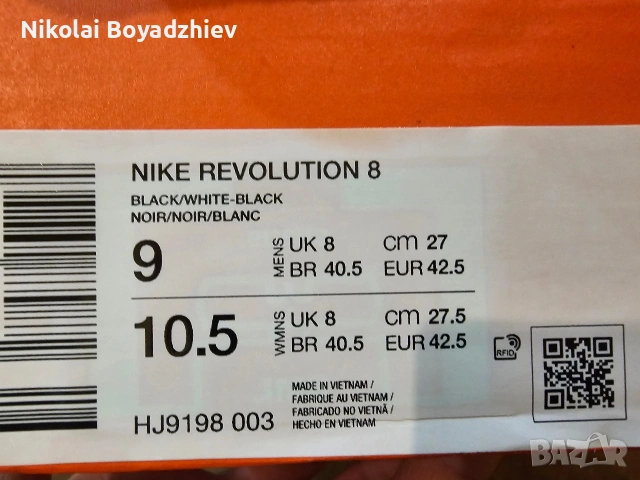 Nikolai Boyadzhiev
NIKE REVOLUTION 8
BLACK/WHITE-BLACK
NOIR/NOIR/BLANC
9 MENS UK 8 cm 27
BR 40.5 EUR 42.5
10.5 WMNS UK 8 cm 27.5
BR 40.5 EUR 42.5
RFID
MADE IN VIETNAM /
FABRIQUE AU VIETNAM /
FABRICADO NO VIETNÃ /
HECHO EN VIETNAM
HJ9198 003
BAZAR